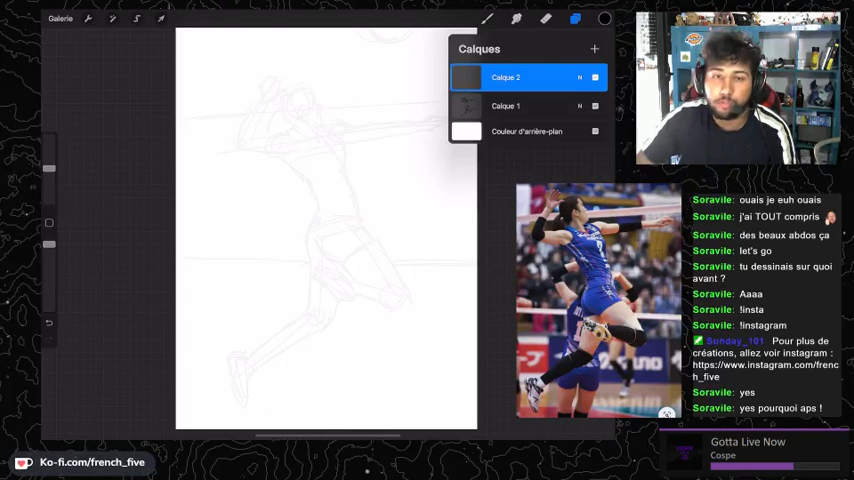 Galerie
Calques
Calque 2
N
Calque 1
N
Couleur d'arrière-plan
Soravile: ouais je euh ouais
Soravile: j'ai TOUT compris
Soravile: des beaux abdos ça
Soravile: let's go
Soravile: tu dessinais sur quoi
avant ?
Soravile: Aaaa
Soravile: !insta
Soravile: !instagram
Sunday_101 Pour plus de
créations, allez voir instagram :
https://www.instagram.com/frenc
h_five
Soravile: yes
Soravile: yes pourquoi aps !
Gotta Live Now
Cospe
Ko-fi.com/french_five